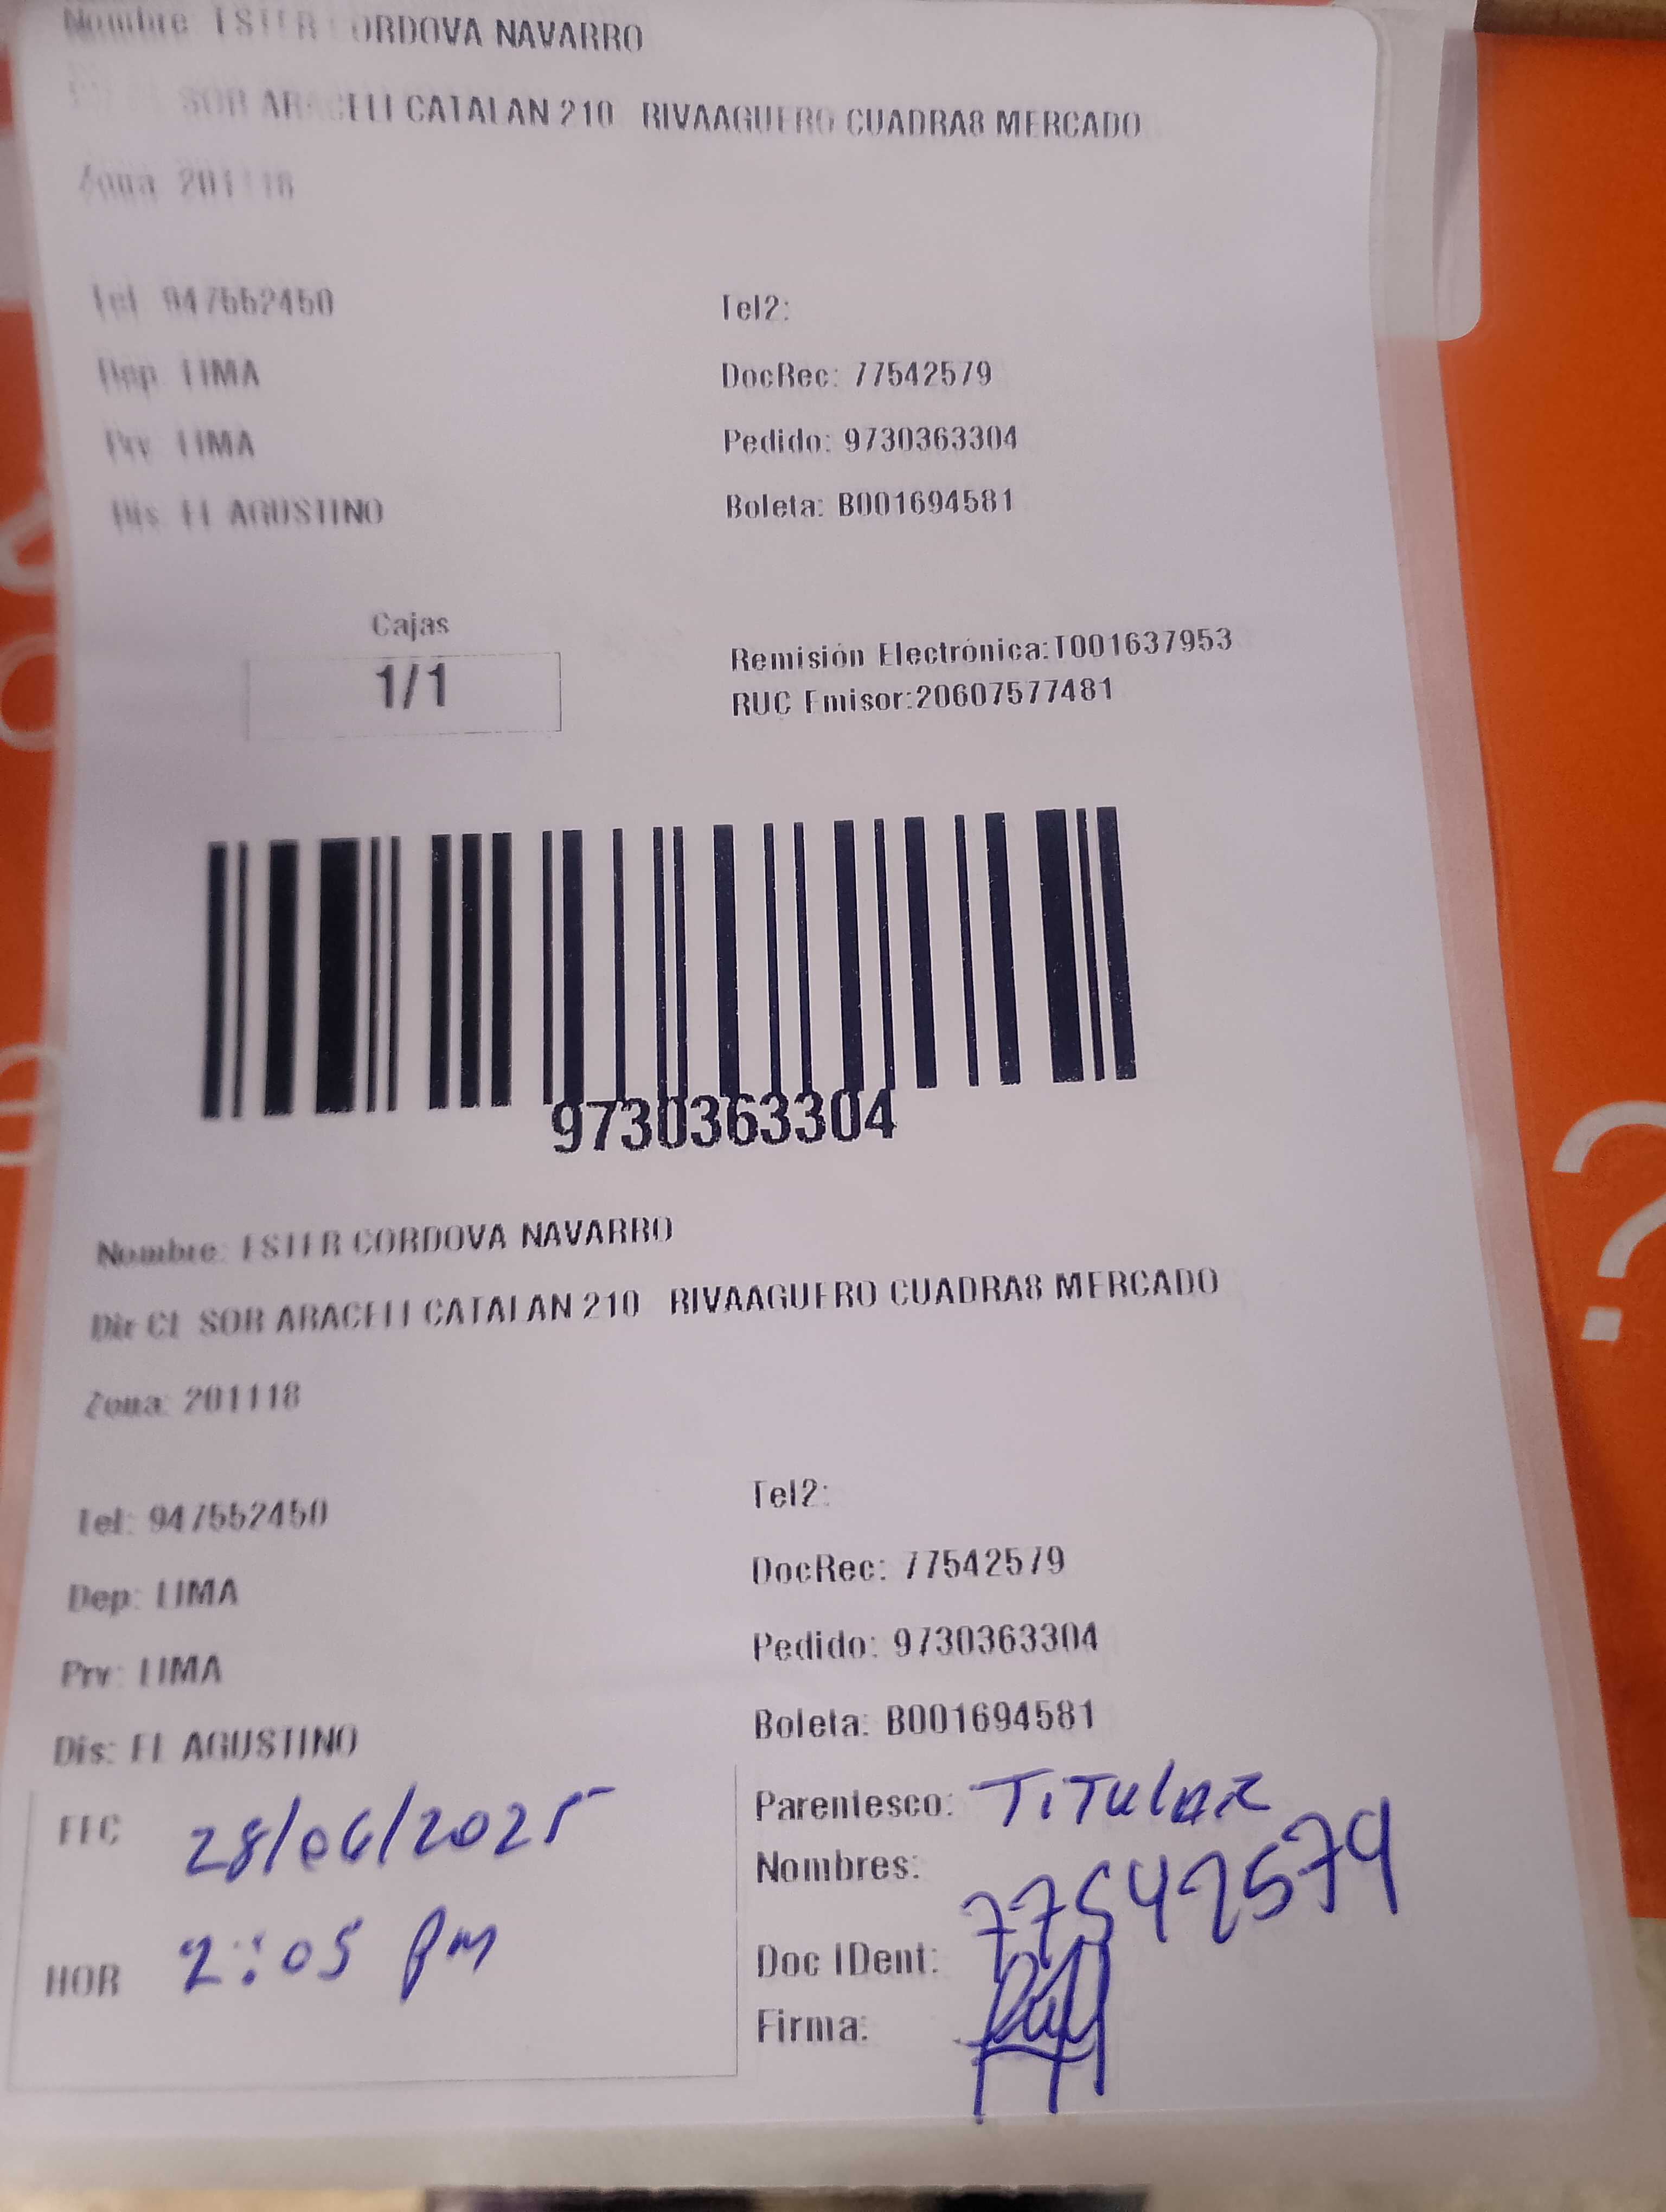 Nombre: ESTER CORDOVA NAVARRO
SOR ARACELI CATALAN 210 RIVAAGUERO CUADRA8 MERCADO
Zona: 201118
Tel: 947552450
Tel2:
Dep: LIMA
DocRec: 77542579
Prv: LIMA
Pedido: 9730363304
Dis: EL AGUSTINO
Boleta: B001694581
Cajas
1/1
Remisión Electrónica:T001637953
RUC Emisor:20607577481
9730363304
Nombre: ESTER CORDOVA NAVARRO
Dir CL SOR ARACELI CATALAN 210 RIVAAGUERO CUADRA8 MERCADO
Zona: 201118
Tel: 947552450
Tel2:
Dep: LIMA
DocRec: 77542579
Prv: LIMA
Pedido: 9730363304
Dis: EL AGUSTINO
Boleta: B001694581
FEC 28/06/2025
Parentesco: TiTULAR
Nombres:
HOR 2:05 Pm
77542579
Doc IDent:
Firma:
?